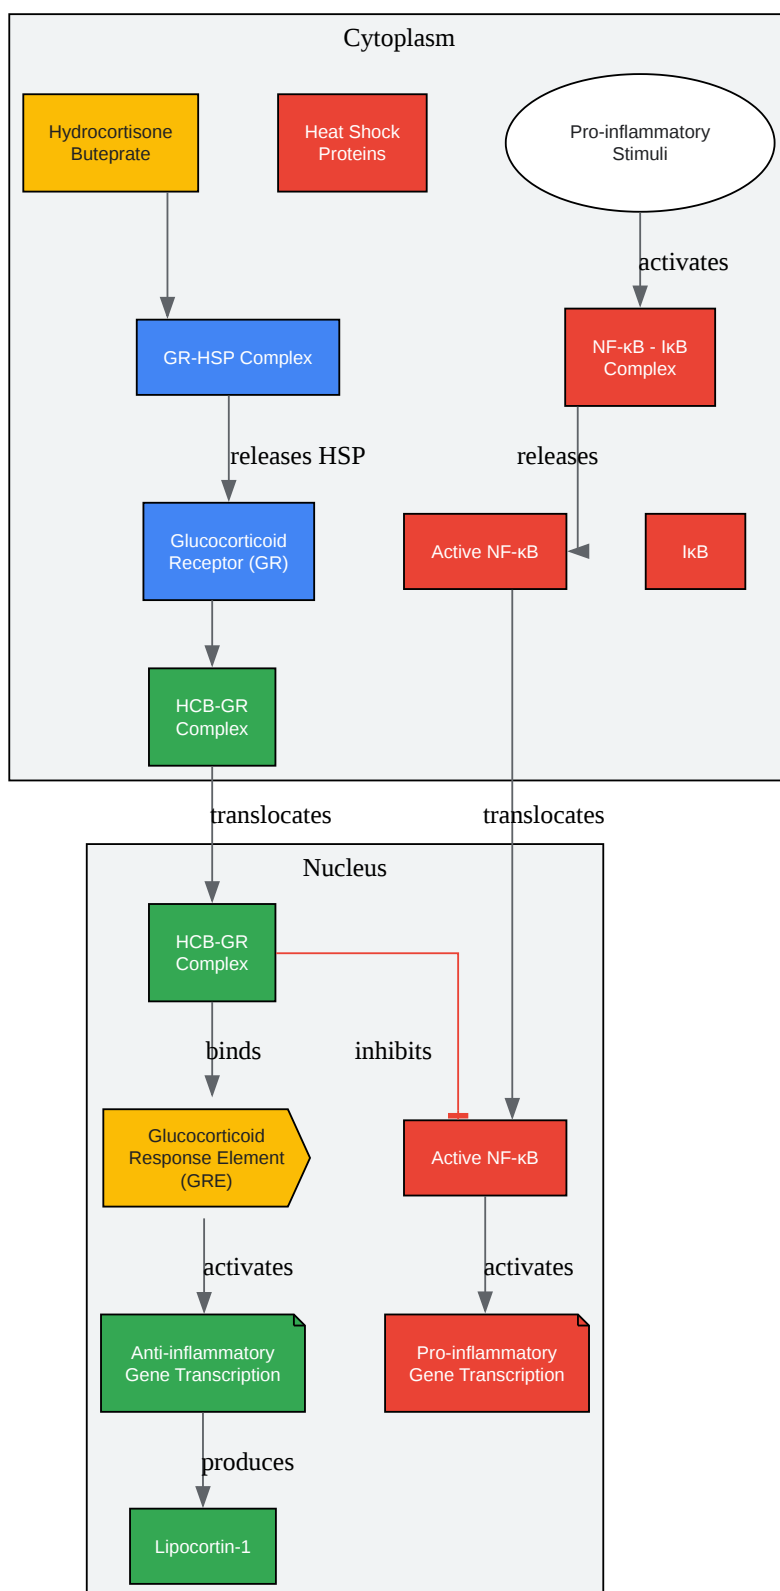 Cytoplasm
Hydrocortisone
Buteprate
Heat Shock
Proteins
Pro-inflammatory
Stimuli
activates
GR-HSP Complex
NF-κB - IκB
Complex
releases HSP
releases
Glucocorticoid
Receptor (GR)
Active NF-κB
IκB
HCB-GR
Complex
translocates
translocates
Nucleus
HCB-GR
Complex
binds
inhibits
Glucocorticoid
Response Element
(GRE)
Active NF-κB
activates
activates
Anti-inflammatory
Gene Transcription
Pro-inflammatory
Gene Transcription
produces
Lipocortin-1